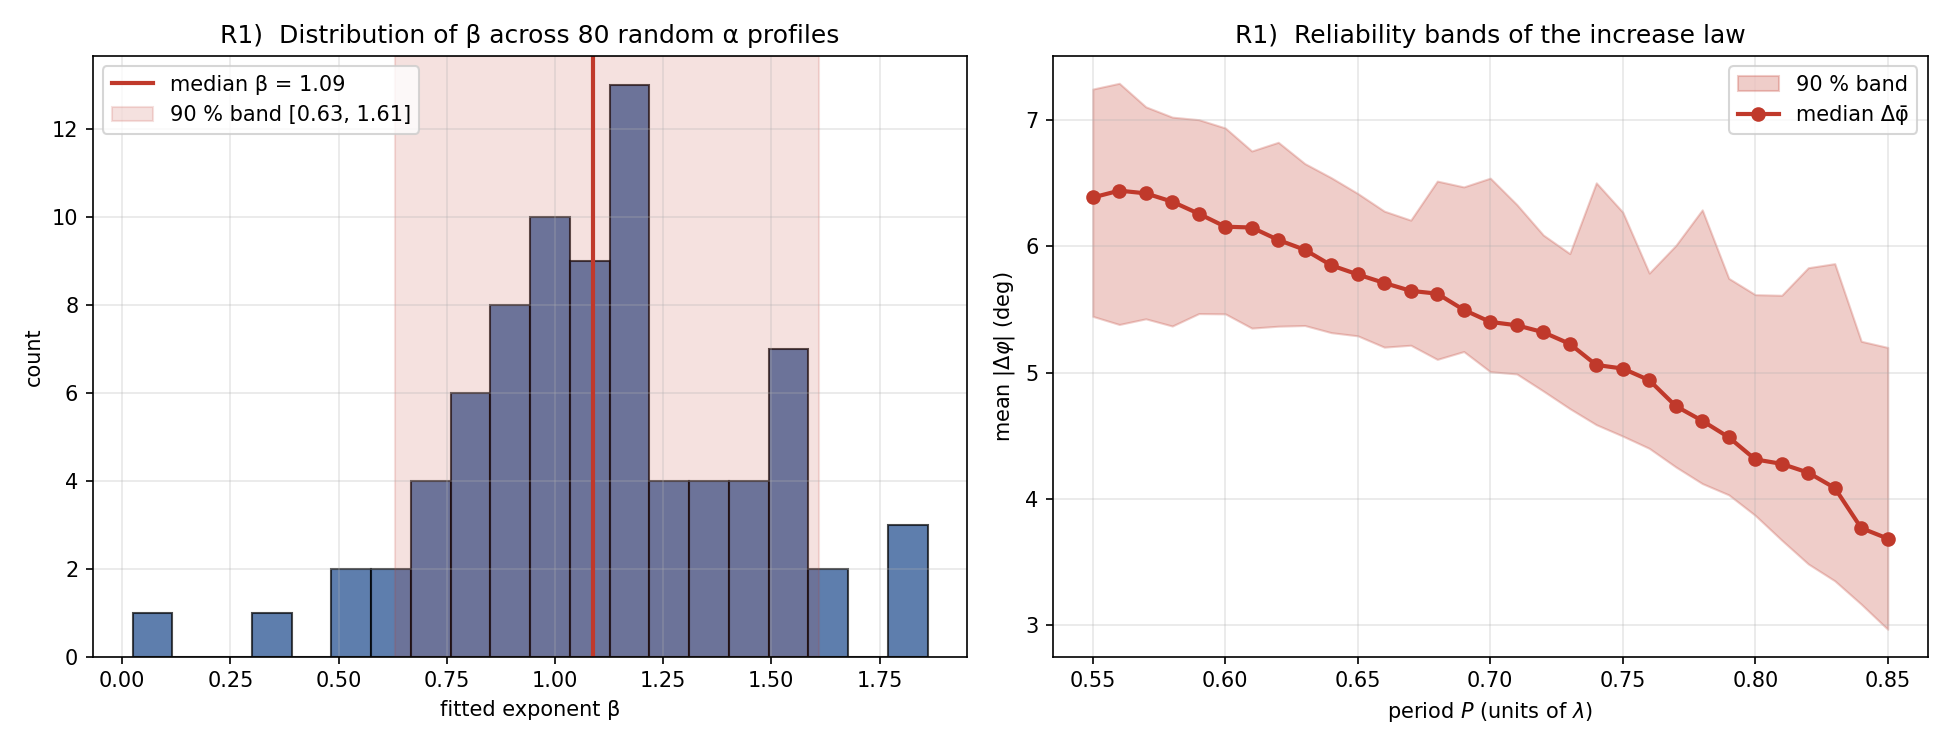 R1)  Distribution of β across 80 random α profiles
median β = 1.09
90 % band [0.63, 1.61]
12
10
8
6
4
2
0
count
0.00 0.25 0.50 0.75 1.00 1.25 1.50 1.75
fitted exponent β
R1)  Reliability bands of the increase law
90 % band
median Δφ̄
7
6
5
4
3
mean |Δφ| (deg)
0.55 0.60 0.65 0.70 0.75 0.80 0.85
period P (units of λ)